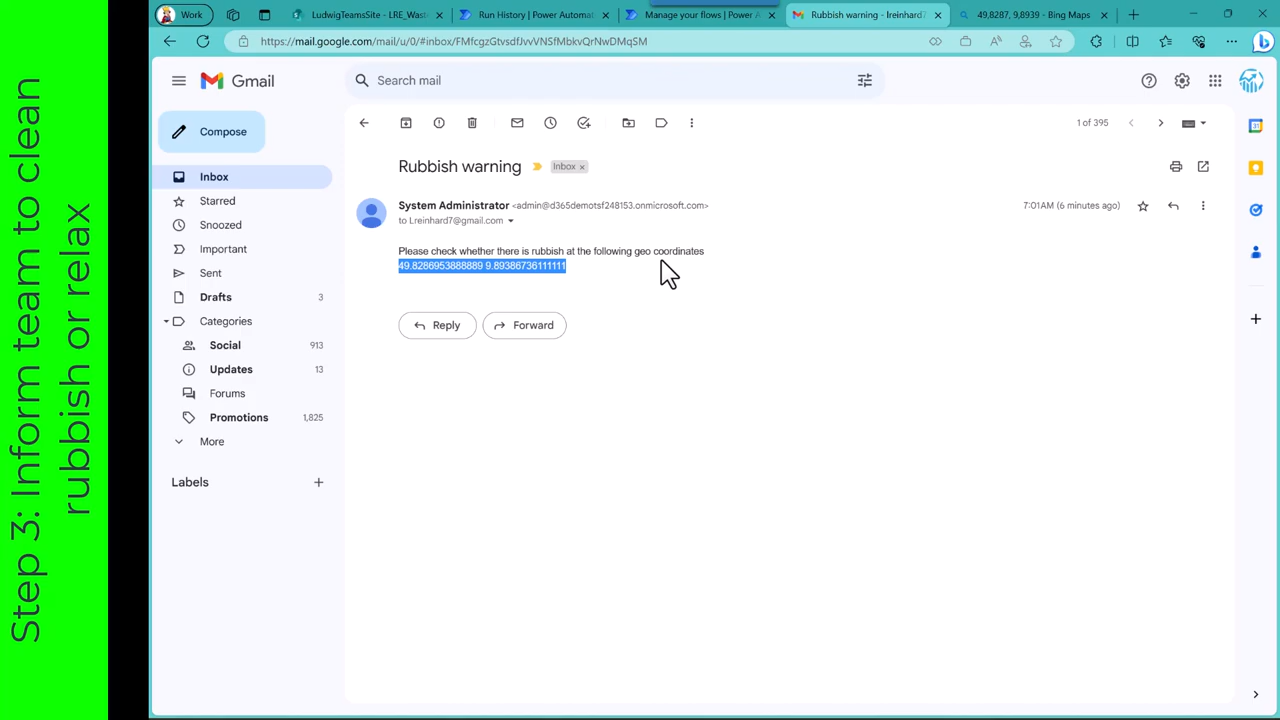 Step 3: Inform team to clean
rubbish or relax
Work
LudwigTeamsSite - LRE_Waste
Run History | Power Automat
Manage your flows | Power A
Rubbish warning - lreinhard7
49,8287, 9,8939 - Bing Maps
https://mail.google.com/mail/u/0/#inbox/FMfcgzGtvsdfJvvVNSfMbkvQrNwDMqSM
Gmail
Search mail
Compose
1 of 395
Inbox
Starred
Snoozed
Important
Sent
Drafts 3
Categories
Social 913
Updates 13
Forums
Promotions 1,825
More
Labels
Rubbish warning
Inbox ×
System Administrator <admin@d365demotsf248153.onmicrosoft.com>
7:01AM (6 minutes ago)
to Lreinhard7@gmail.com
Please check whether there is rubbish at the following geo coordinates
49.8286953888889 9.89386736111111
Reply
Forward